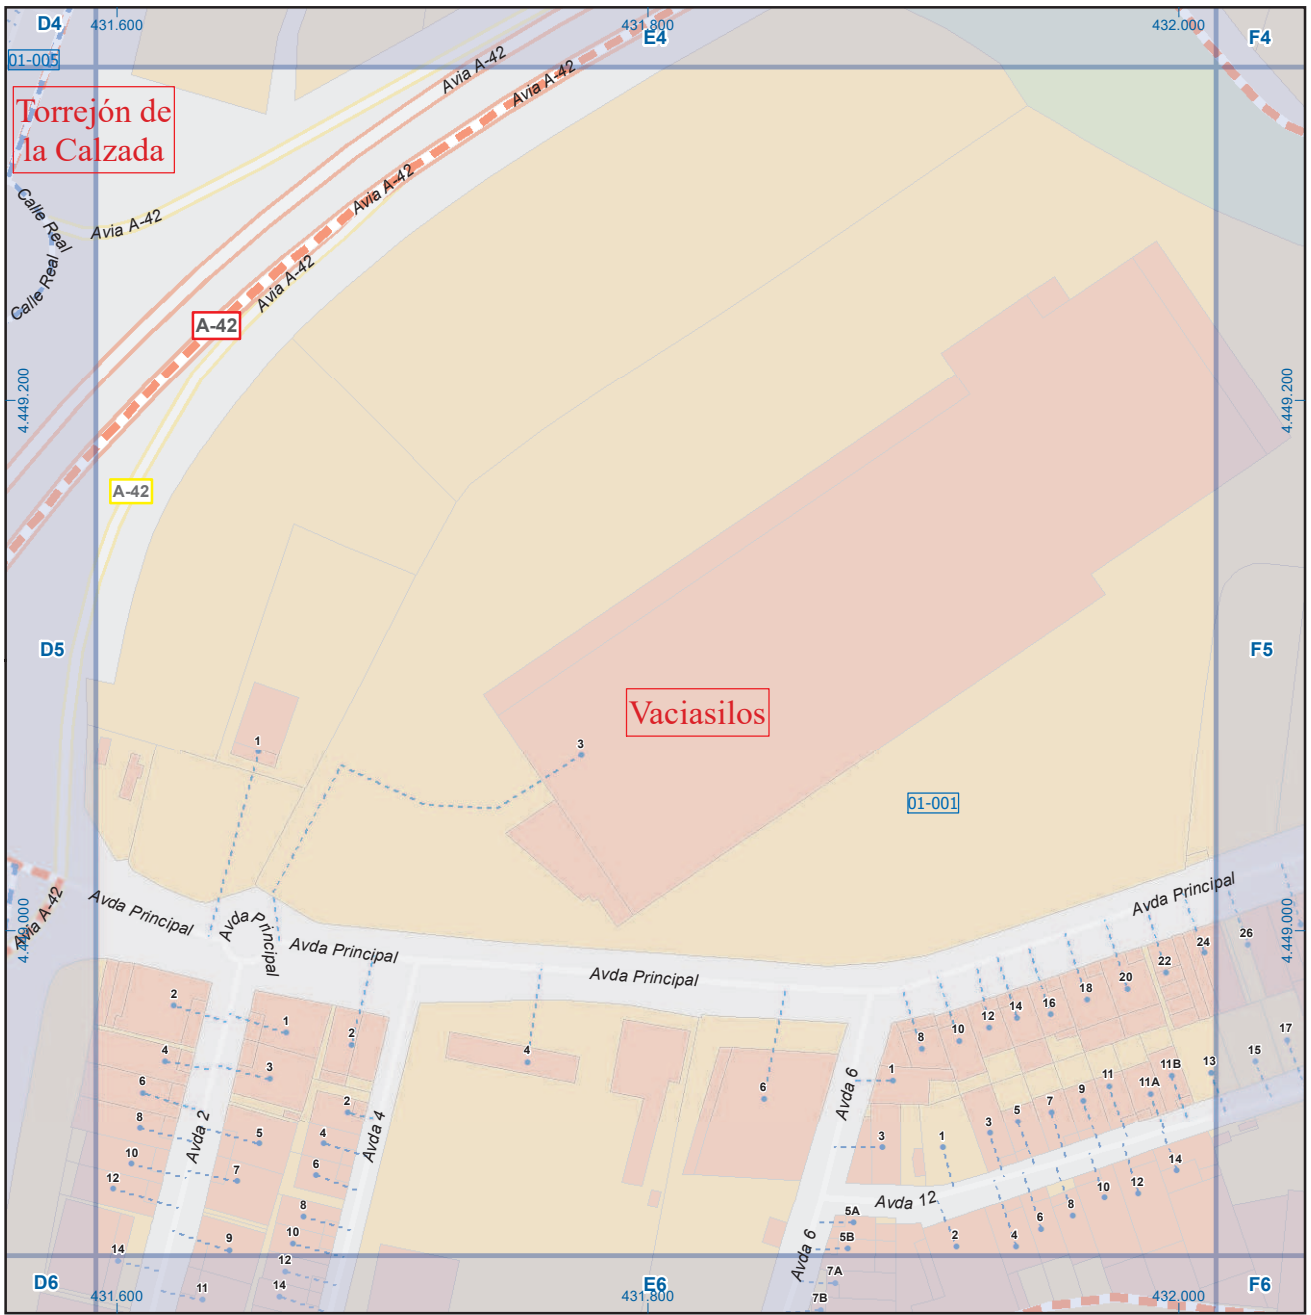 D4
431.600
431.800
E4
432.000
F4
01-005
Torrejón de
la Calzada
Avia A-42
Avia A-42
Avia A-42
Avia A-42
Avia A-42
Calle Real
Calle Real
A-42
4.449.200
4.449.200
A-42
D5
F5
Vaciasilos
1
3
01-001
Avia A-42
4.449.000
Avda Principal
Avda Principal
Avda Principal
Avda Principal
Avda Principal
4.449.000
2
1
2
4
3
6
8
5
10
7
12
9
14
11
Avda 2
2
4
6
8
10
12
14
Avda 4
4
6
Avda 6
Avda 6
8
10
12
14
16
18
20
22
24
26
1
3
5A
5B
7A
7B
1
3
5
7
9
11
11A
11B
13
15
17
Avda 12
2
4
6
8
10
12
14
D6
431.600
431.800
E6
432.000
F6